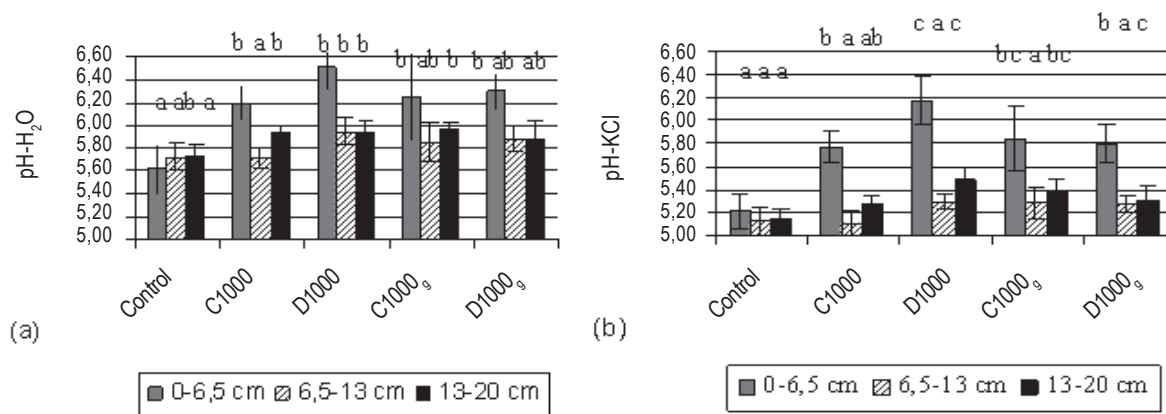 b a b
b b b
b ab b
b ab ab
a ab a
6,60
6,40
6,20
6,00
5,80
5,60
5,40
5,20
5,00
pH-H₂O
Control
C1000
D1000
C1000g
D1000g
(a)
0-6,5 cm 6,5-13 cm 13-20 cm
c a c
b a c
b a ab
bc a bc
a a a
6,60
6,40
6,20
6,00
5,80
5,60
5,40
5,20
5,00
pH-KCl
Control
C1000
D1000
C1000g
D1000g
(b)
0-6,5 cm 6,5-13 cm 13-20 cm